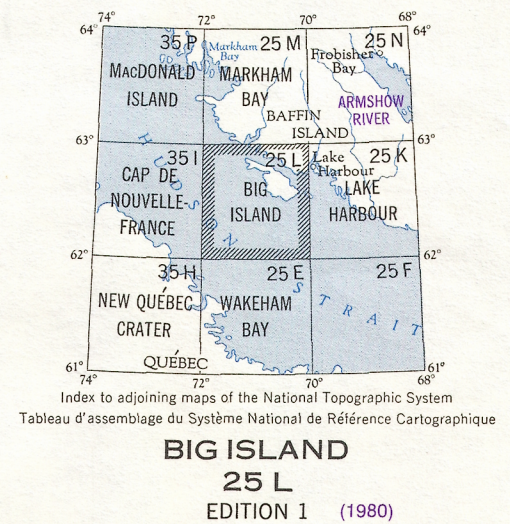 74° 72° 70° 68°
64° 64°
35 P Markham Bay 25 M 25 N
Frobisher Bay
MacDONALD ISLAND
MARKHAM BAY
ARMSHOW RIVER
BAFFIN ISLAND
63° 63°
35 I 25 L Lake Harbour 25 K
CAP DE NOUVELLE-FRANCE
BIG ISLAND
LAKE HARBOUR
HUDSON
62° 62°
35 H 25 E 25 F
STRAIT
NEW QUÉBEC CRATER
WAKEHAM BAY
QUÉBEC
61° 61°
74° 72° 70° 68°
Index to adjoining maps of the National Topographic System
Tableau d'assemblage du Système National de Référence Cartographique
BIG ISLAND
25 L
EDITION 1 (1980)